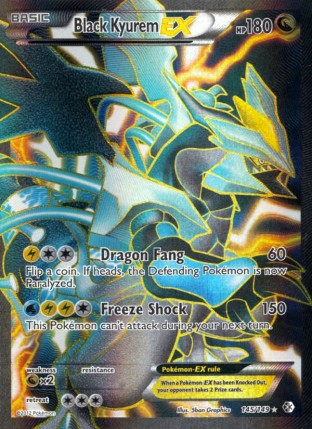 BASIC Black Kyurem EX HP180
Dragon Fang 60
Flip a coin. If heads, the Defending Pokémon is now
Paralyzed.
Freeze Shock 150
This Pokémon can't attack during your next turn.
weakness resistance
×2
Pokémon-EX rule
When a Pokémon-EX has been Knocked Out,
your opponent takes 2 Prize cards.
retreat
Illus. 5ban Graphics 145/149
©2012 Pokémon